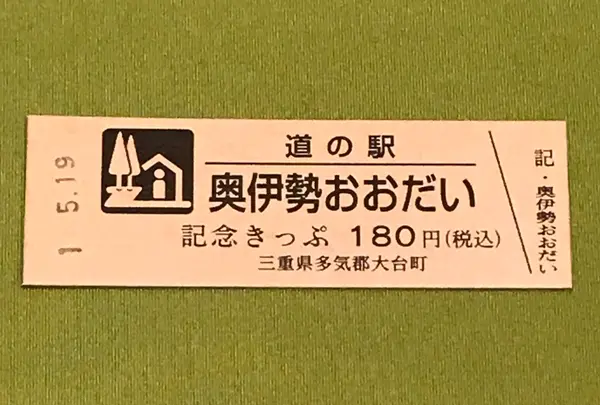 1. 5. 19
道の駅
奥伊勢おおだい
記念きっぷ 180円(税込)
三重県多気郡大台町
記・奥伊勢おおだい